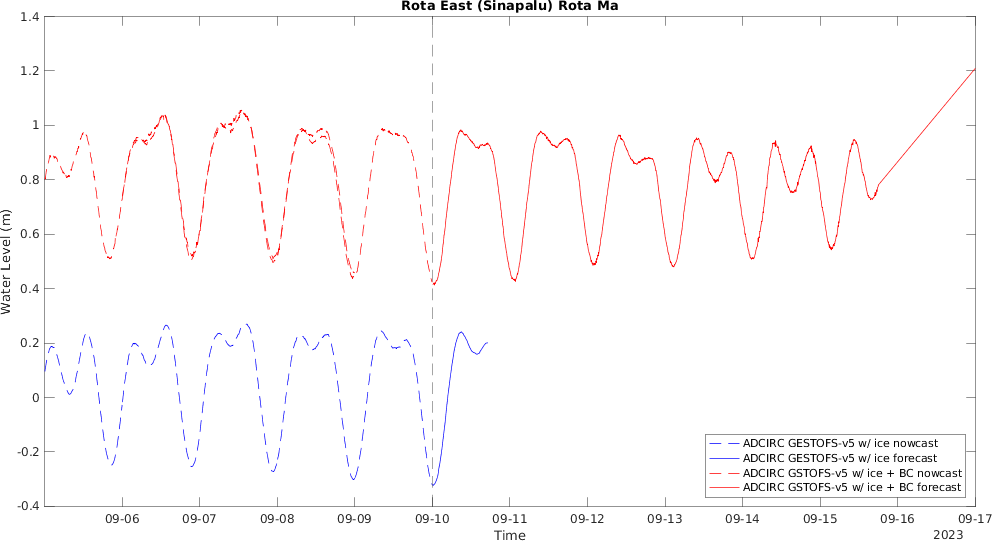 Rota East (Sinapalu) Rota Ma
1.4
1.2
1
0.8
0.6
0.4
0.2
0
-0.2
-0.4
Water Level (m)
ADCIRC GESTOFS-v5 w/ ice nowcast
ADCIRC GESTOFS-v5 w/ ice forecast
ADCIRC GSTOFS-v5 w/ ice + BC nowcast
ADCIRC GSTOFS-v5 w/ ice + BC forecast
09-06 09-07 09-08 09-09 09-10 09-11 09-12 09-13 09-14 09-15 09-16 09-17
Time
2023